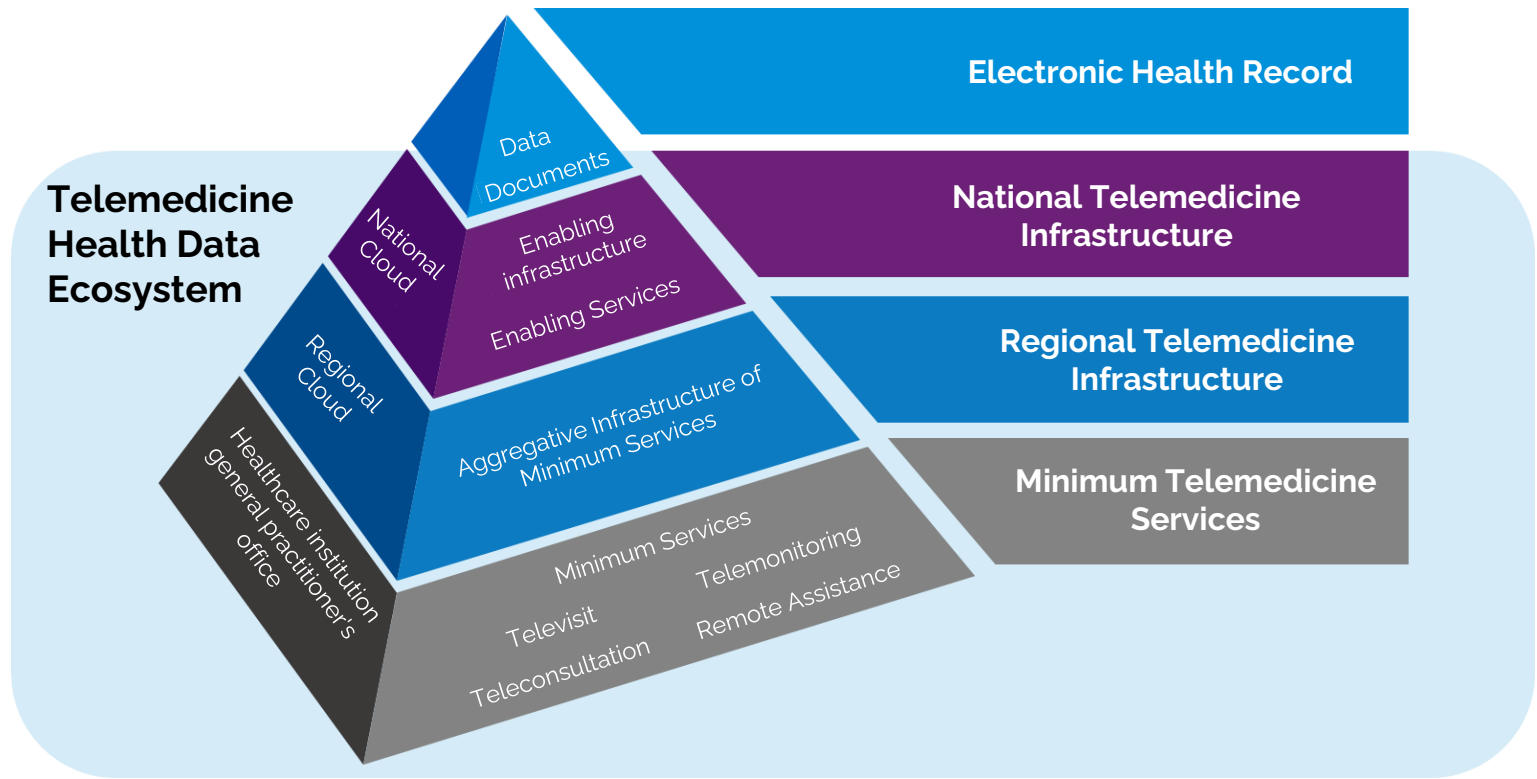 Electronic Health Record
Data
Documents
Telemedicine
Health Data
Ecosystem
National Telemedicine
Infrastructure
National
Cloud
Enabling
infrastructure
Enabling Services
Regional Telemedicine
Infrastructure
Regional
Cloud
Aggregative Infrastructure of
Minimum Services
Minimum Telemedicine
Services
Healthcare institution
general practitioner's
office
Minimum Services
Televisit
Telemonitoring
Teleconsultation
Remote Assistance